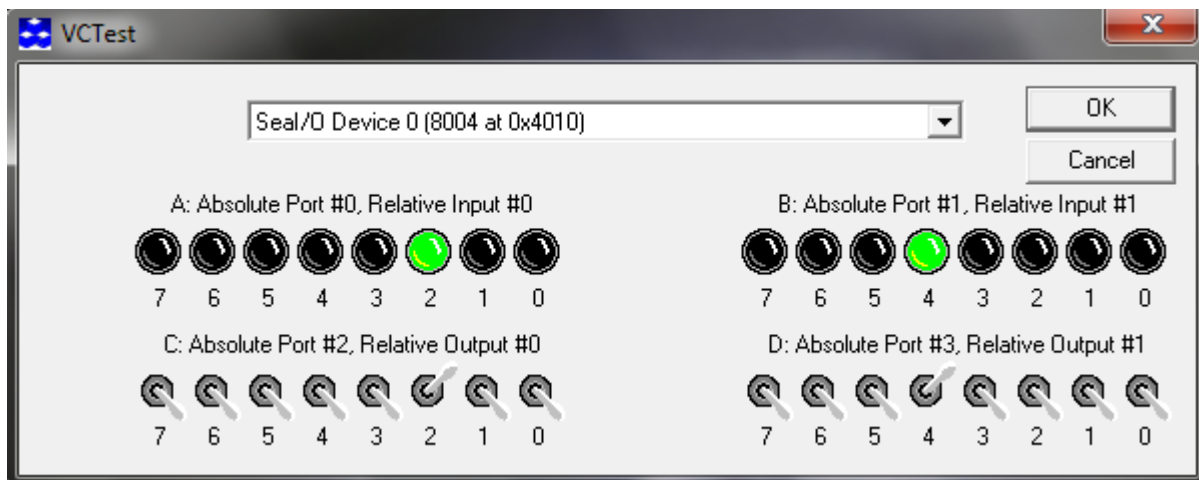 VCTest
SeaI/O Device 0 (8004 at 0x4010)
OK
Cancel
A: Absolute Port #0, Relative Input #0
B: Absolute Port #1, Relative Input #1
7 6 5 4 3 2 1 0
7 6 5 4 3 2 1 0
C: Absolute Port #2, Relative Output #0
D: Absolute Port #3, Relative Output #1
7 6 5 4 3 2 1 0
7 6 5 4 3 2 1 0